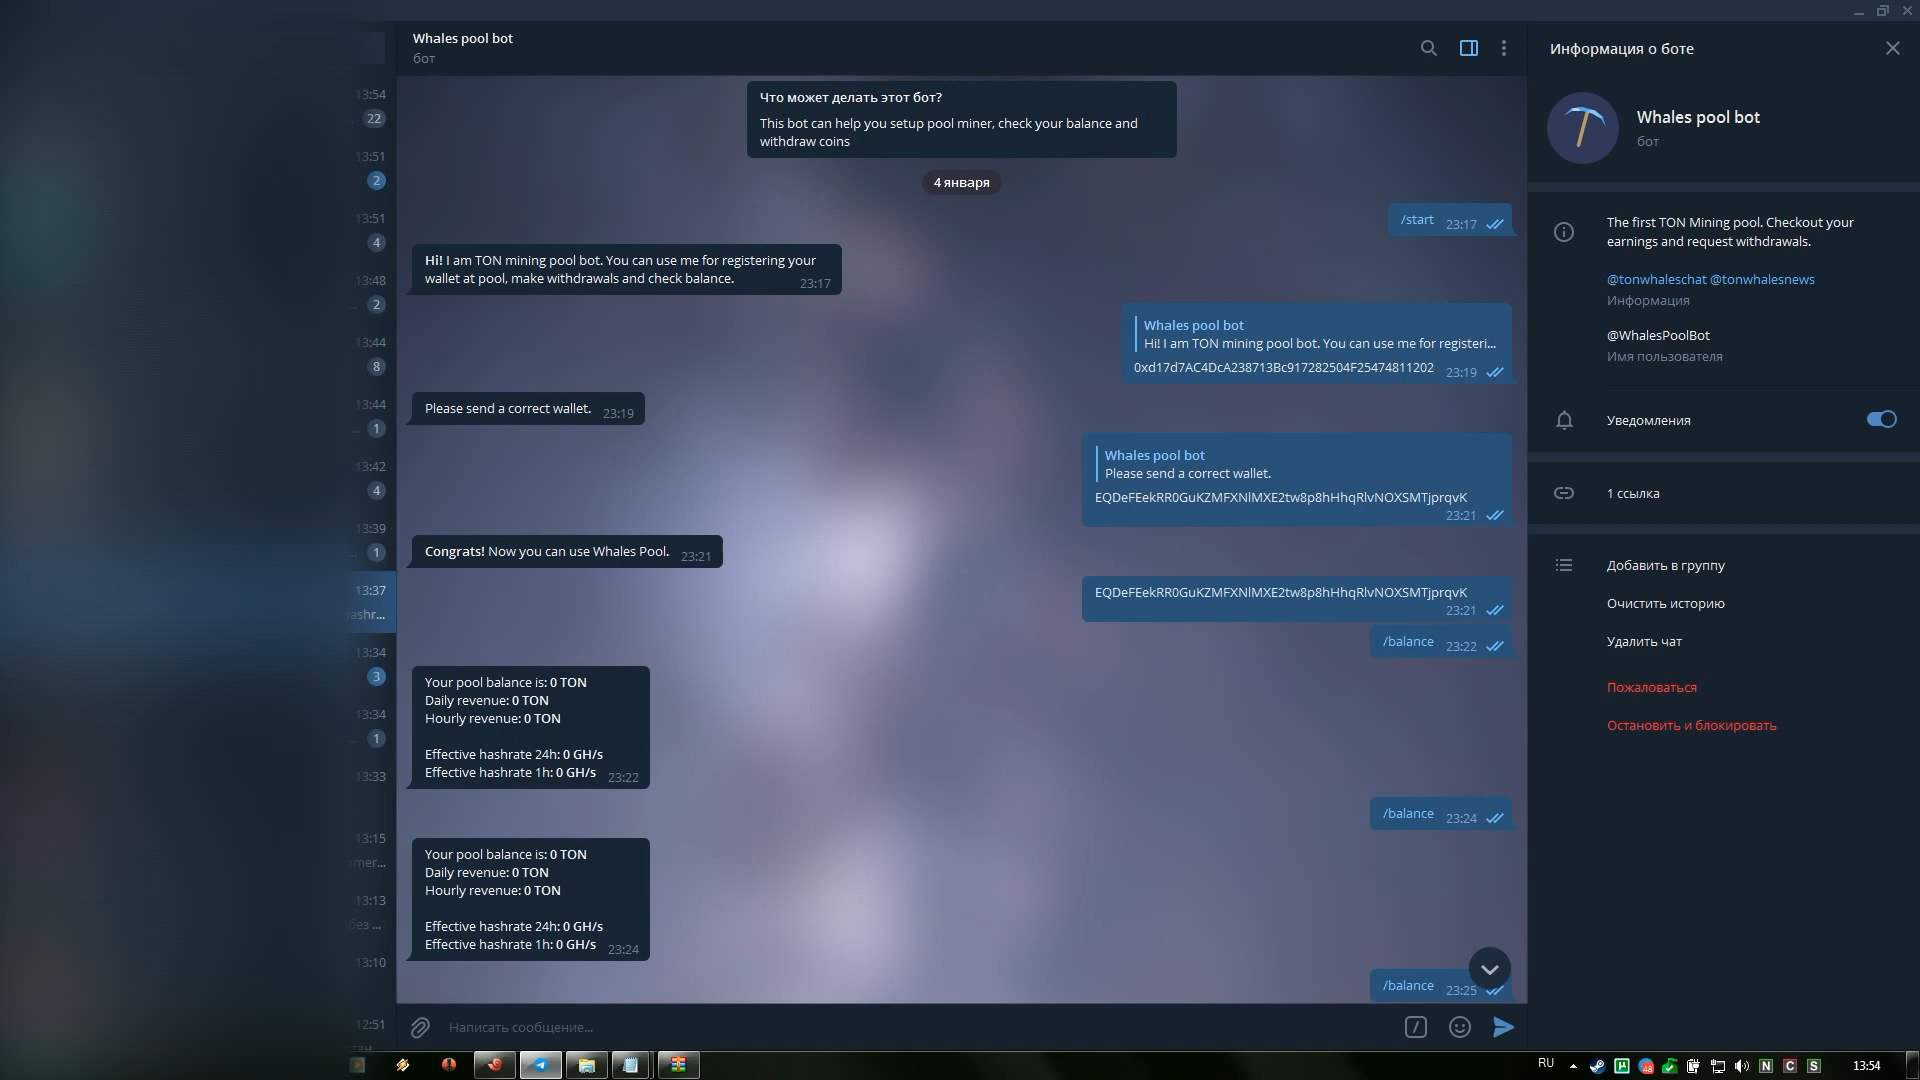 Whales pool bot
бот
13:54
22
13:51
2
13:51
4
13:48
2
13:44
8
13:44
1
13:42
4
13:39
1
13:37
ashr...
13:34
3
13:34
1
13:33
13:15
omer...
13:13
без ...
13:10
12:51
Что может делать этот бот?
This bot can help you setup pool miner, check your balance and
withdraw coins
4 января
/start 23:17
Hi! I am TON mining pool bot. You can use me for registering your
wallet at pool, make withdrawals and check balance. 23:17
Whales pool bot
Hi! I am TON mining pool bot. You can use me for registeri...
0xd17d7AC4DcA238713Bc917282504F25474811202 23:19
Please send a correct wallet. 23:19
Whales pool bot
Please send a correct wallet.
EQDeFEekRR0GuKZMFXNlMXE2tw8p8hHhqRlvNOXSMTjprqvK
23:21
Congrats! Now you can use Whales Pool. 23:21
EQDeFEekRR0GuKZMFXNlMXE2tw8p8hHhqRlvNOXSMTjprqvK
23:21
/balance 23:22
Your pool balance is: 0 TON
Daily revenue: 0 TON
Hourly revenue: 0 TON
Effective hashrate 24h: 0 GH/s
Effective hashrate 1h: 0 GH/s 23:22
/balance 23:24
Your pool balance is: 0 TON
Daily revenue: 0 TON
Hourly revenue: 0 TON
Effective hashrate 24h: 0 GH/s
Effective hashrate 1h: 0 GH/s 23:24
/balance 23:25
Написать сообщение...
Информация о боте
Whales pool bot
бот
The first TON Mining pool. Checkout your
earnings and request withdrawals.
@tonwhaleschat @tonwhalesnews
Информация
@WhalesPoolBot
Имя пользователя
Уведомления
1 ссылка
Добавить в группу
Очистить историю
Удалить чат
Пожаловаться
Остановить и блокировать
RU
48
N
C
S
13:54